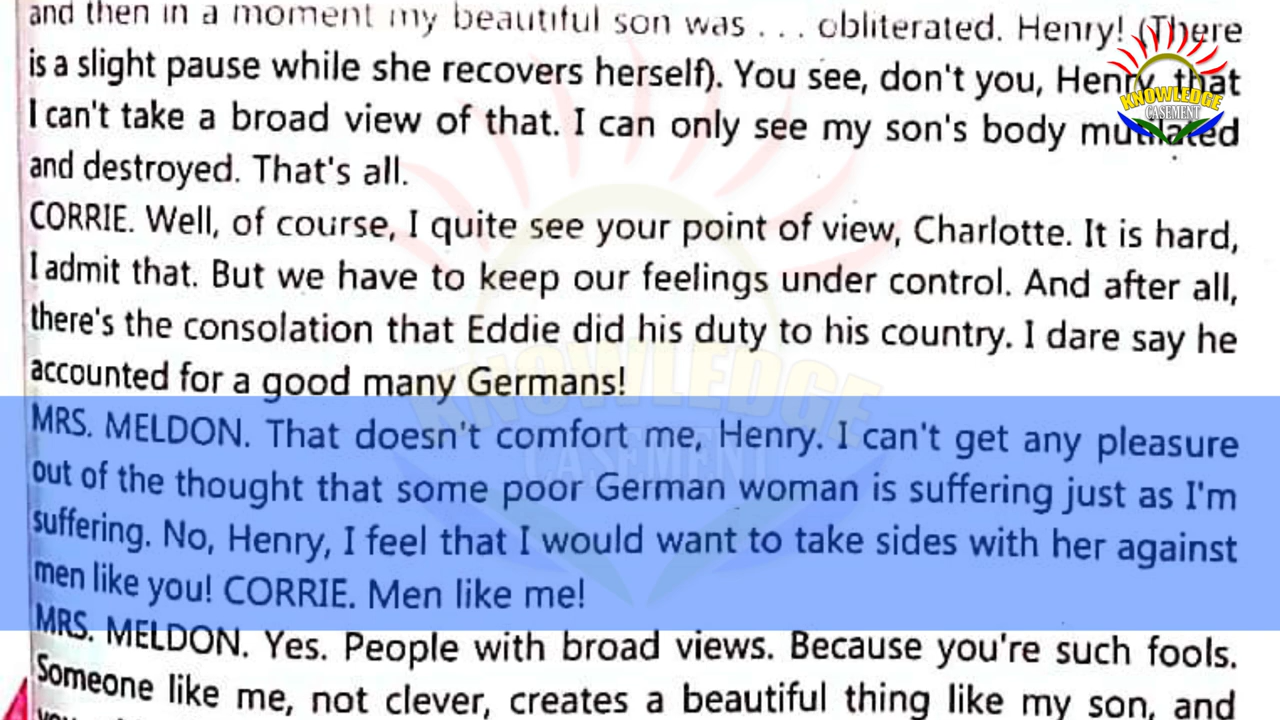 and then in a moment my beautiful son was . . . obliterated. Henry! (There
is a slight pause while she recovers herself). You see, don't you, Henry, that
I can't take a broad view of that. I can only see my son's body mutilated
and destroyed. That's all.
CORRIE. Well, of course, I quite see your point of view, Charlotte. It is hard,
I admit that. But we have to keep our feelings under control. And after all,
there's the consolation that Eddie did his duty to his country. I dare say he
accounted for a good many Germans!
MRS. MELDON. That doesn't comfort me, Henry. I can't get any pleasure
out of the thought that some poor German woman is suffering just as I'm
suffering. No, Henry, I feel that I would want to take sides with her against
men like you! CORRIE. Men like me!
MRS. MELDON. Yes. People with broad views. Because you're such fools.
Someone like me, not clever, creates a beautiful thing like my son, and
KNOWLEDGE
CASEMENT
KNOWLEDGE
CASEMENT